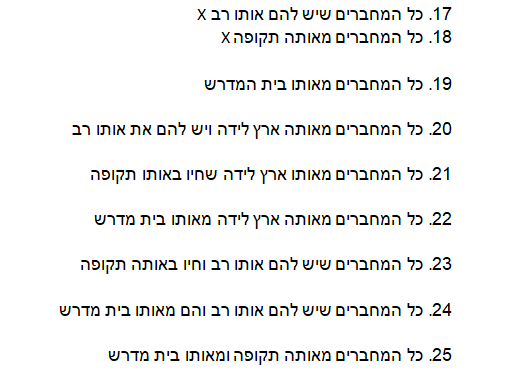 17. כל המחברים שיש להם אותו רב X
18. כל המחברים מאותה תקופה X
19. כל המחברים מאותו בית המדרש
20. כל המחברים מאותה ארץ לידה ויש להם את אותו רב
21. כל המחברים מאותו ארץ לידה שחיו באותו תקופה
22. כל המחברים מאותה ארץ לידה מאותו בית מדרש
23. כל המחברים שיש להם אותו רב וחיו באותה תקופה
24. כל המחברים שיש להם אותו רב והם מאותו בית מדרש
25. כל המחברים מאותה תקופה ומאותו בית מדרש